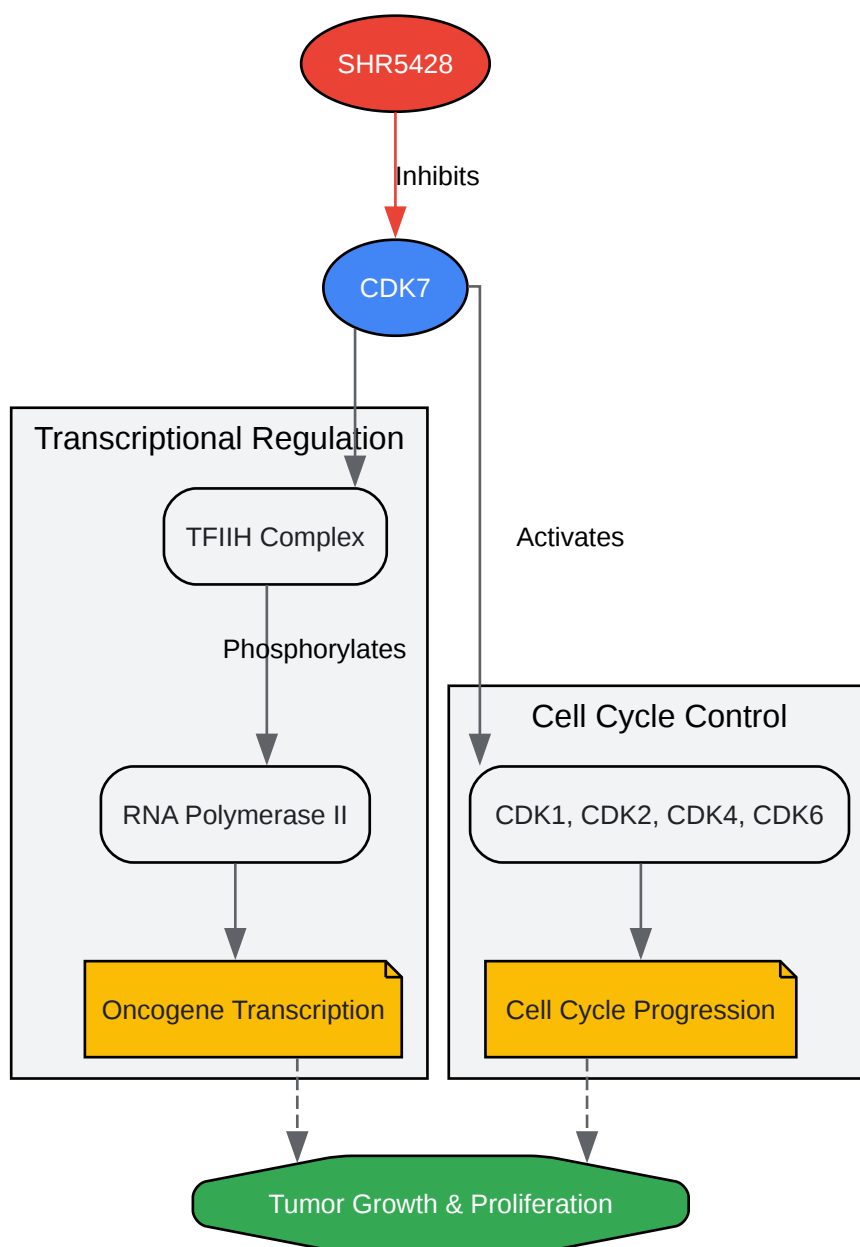 SHR5428
Inhibits
CDK7
Transcriptional Regulation
TFIIH Complex
Activates
Phosphorylates
Cell Cycle Control
RNA Polymerase II
CDK1, CDK2, CDK4, CDK6
Oncogene Transcription
Cell Cycle Progression
Tumor Growth & Proliferation